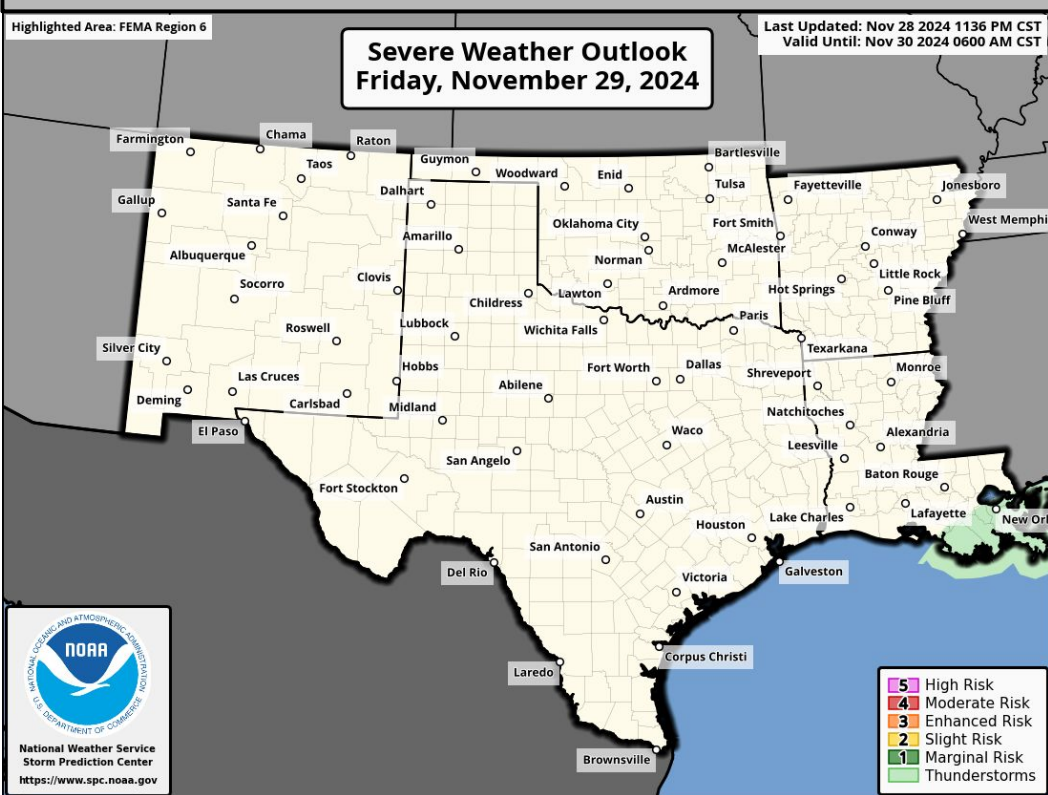 Highlighted Area: FEMA Region 6
Last Updated: Nov 28 2024 1136 PM CST
Valid Until: Nov 30 2024 0600 AM CST
Severe Weather Outlook
Friday, November 29, 2024
Farmington
Chama
Raton
Taos
Guymon
Woodward
Enid
Bartlesville
Tulsa
Fayetteville
Jonesboro
Gallup
Santa Fe
Dalhart
Oklahoma City
Fort Smith
West Memphi
Albuquerque
Amarillo
Norman
McAlester
Conway
Socorro
Clovis
Childress
Lawton
Ardmore
Hot Springs
Little Rock
Pine Bluff
Roswell
Lubbock
Wichita Falls
Paris
Texarkana
Silver City
Las Cruces
Hobbs
Fort Worth
Dallas
Shreveport
Monroe
Deming
Carlsbad
Midland
Abilene
Natchitoches
El Paso
San Angelo
Waco
Leesville
Alexandria
Fort Stockton
Baton Rouge
Austin
Houston
Lake Charles
Lafayette
New Orl
Del Rio
San Antonio
Galveston
Victoria
Laredo
Corpus Christi
Brownsville
NATIONAL OCEANIC AND ATMOSPHERIC ADMINISTRATION
NOAA
U.S. DEPARTMENT OF COMMERCE
National Weather Service
Storm Prediction Center
https://www.spc.noaa.gov
5 High Risk
4 Moderate Risk
3 Enhanced Risk
2 Slight Risk
1 Marginal Risk
Thunderstorms